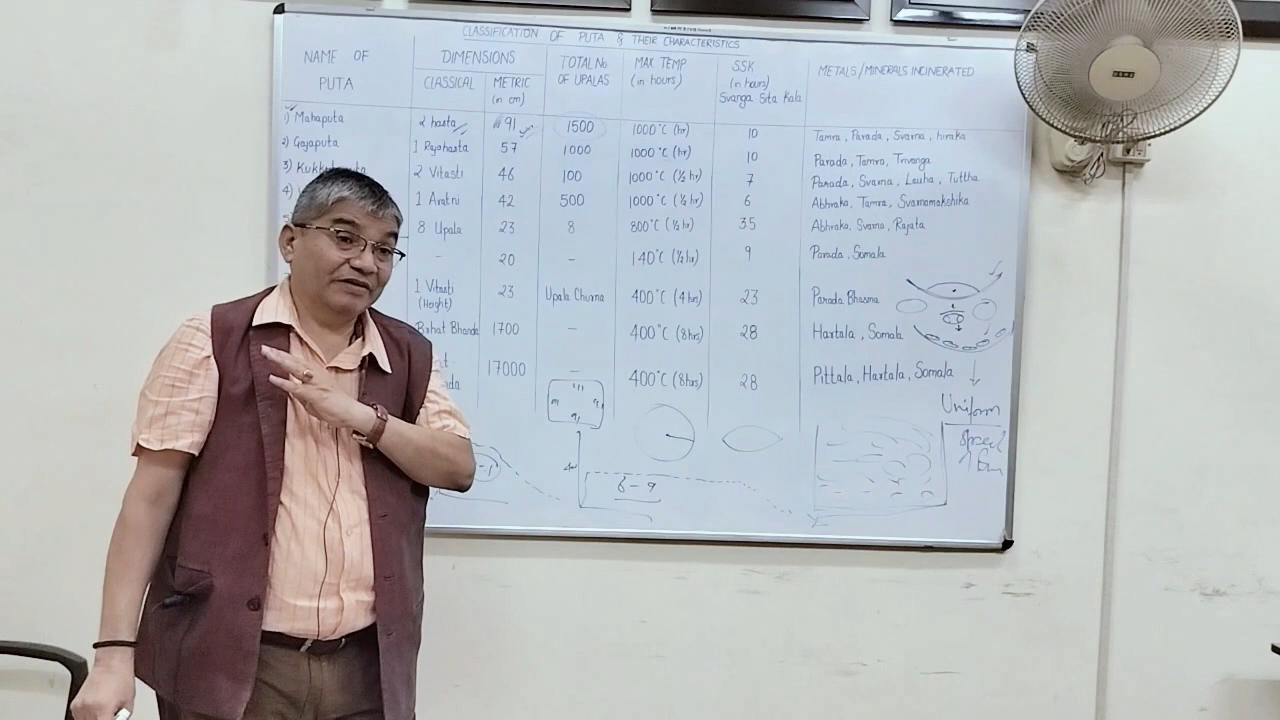 CLASSIFICATION OF PUTA & THEIR CHARACTERISTICS
NAME OF PUTA
DIMENSIONS
CLASSICAL
METRIC (in cm)
TOTAL No OF UPALAS
MAX TEMP (in hours)
SSK (in hours) Svanga Sita Kala
METALS/MINERALS INCINERATED
1) Mahaputa 2 hasta 91 1500 1000°C (hr) 10 Tamra, Parada, Svarna, hiraka
2) Gajaputa 1 Rajahasta 57 1000 1000°C (hr) 10 Parada, Tamra, Trivanga
3) 2 Vitasti 46 100 1000°C (½ hr) 7 Parada, Svarna, Lauha, Tuttha
4) 1 Aratni 42 500 1000°C (½ hr) 6 Abhraka, Tamra, Svarnamakshika
8 Upala 23 8 800°C (½ hr) 35 Abhraka, Svarna, Rajata
- 20 - 140°C (½ hr) 9 Parada, Somala
1 Vitasti (Height) 23 Upala Churna 400°C (4 hrs) 23 Parada Bhasma
Brhat Bhanda 1700 - 400°C (8hrs) 28 Hartala, Somala
17000 - 400°C (8hrs) 28 Pittala, Hartala, Somala
Uniform
6-9